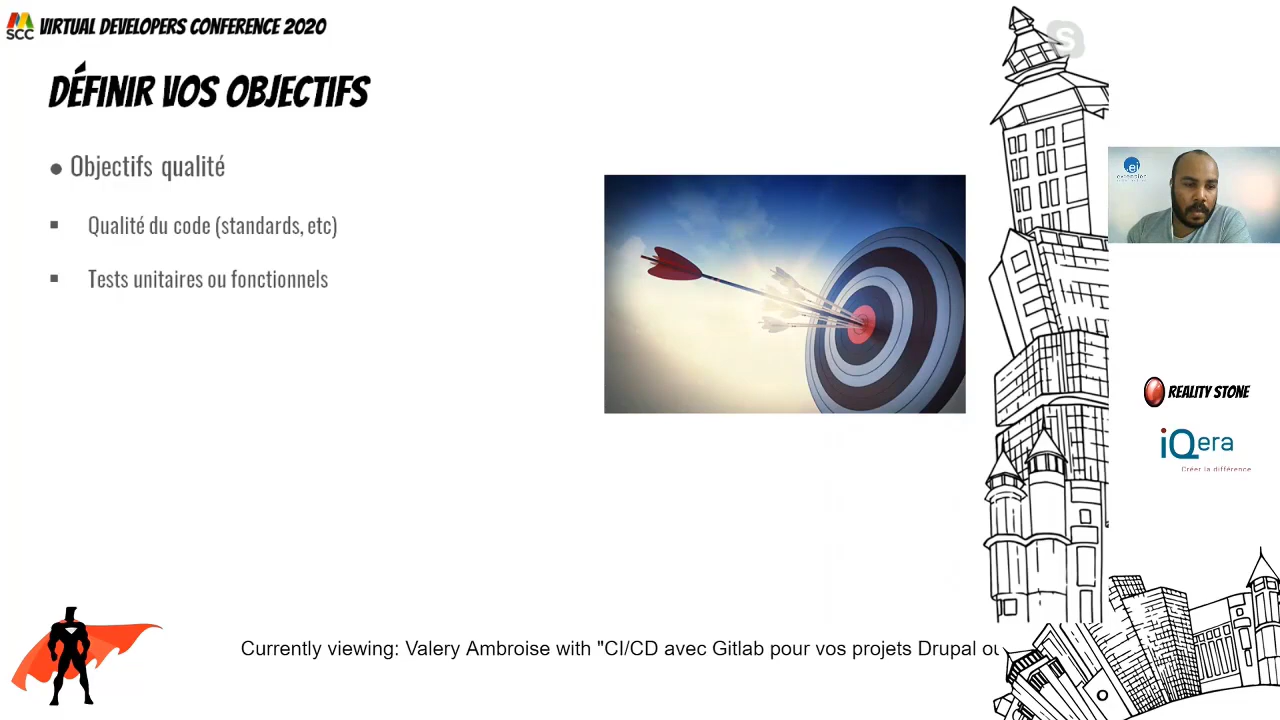 SCC VIRTUAL DEVELOPERS CONFERENCE 2020
DÉFINIR VOS OBJECTIFS
● Objectifs qualité
▪ Qualité du code (standards, etc)
▪ Tests unitaires ou fonctionnels
S
ej
REALITY STONE
iQera
Créer la différence
Currently viewing: Valery Ambroise with "CI/CD avec Gitlab pour vos projets Drupal ou